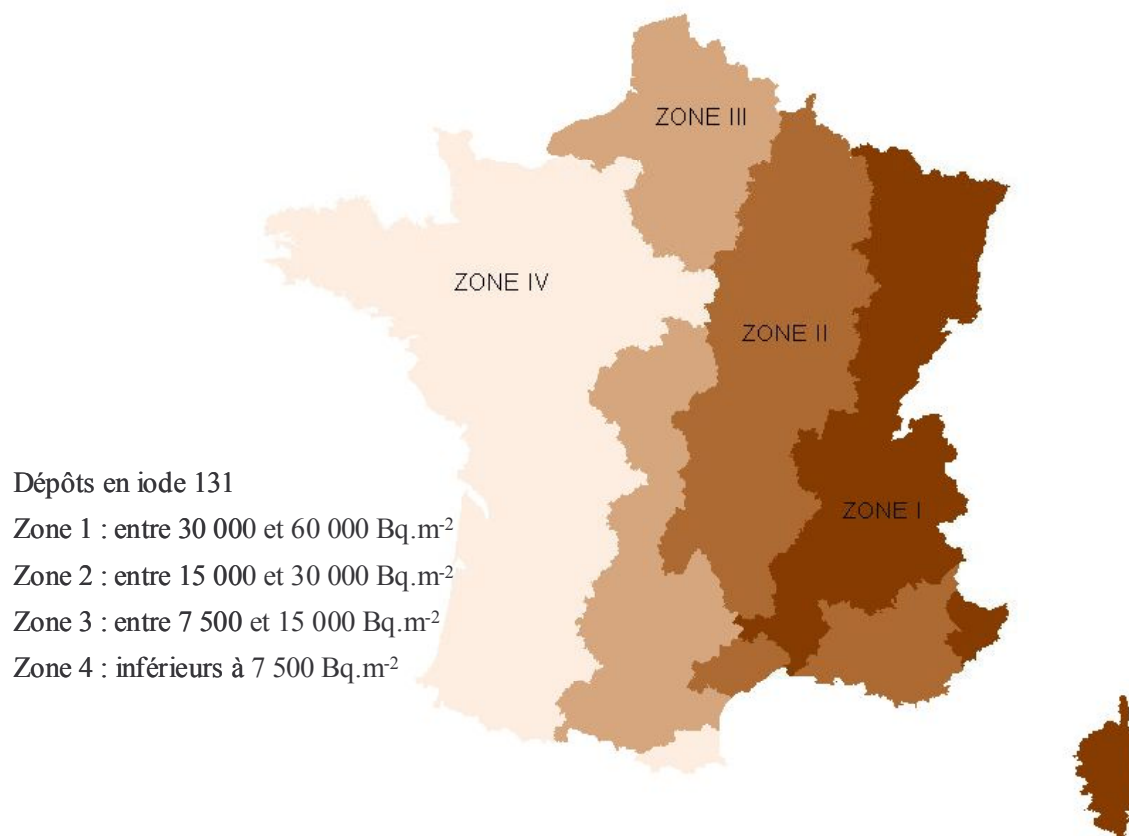 ZONE III
ZONE IV
ZONE II
ZONE I
Dépôts en iode 131
Zone 1 : entre 30 000 et 60 000 Bq.m-2
Zone 2 : entre 15 000 et 30 000 Bq.m-2
Zone 3 : entre 7 500 et 15 000 Bq.m-2
Zone 4 : inférieurs à 7 500 Bq.m-2